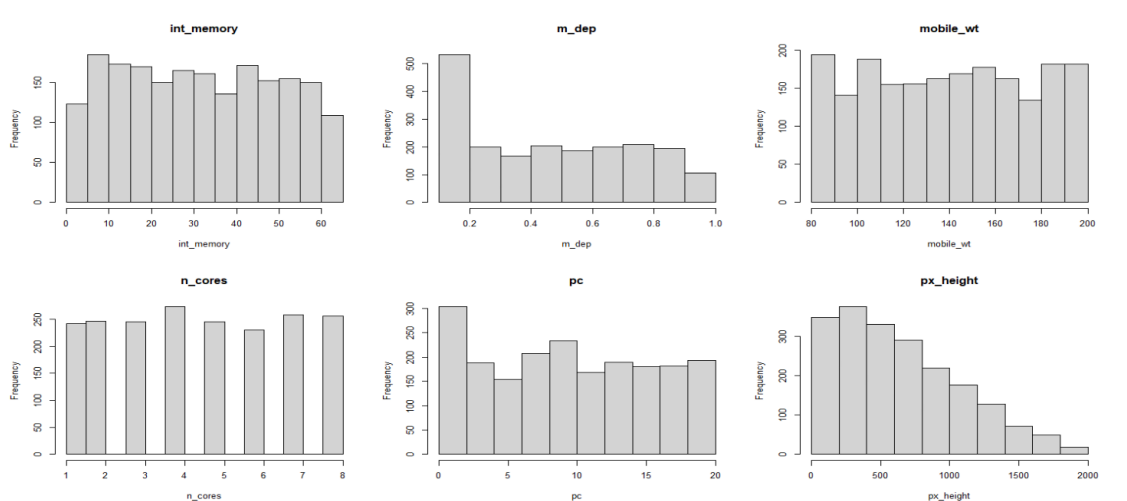 int_memory
Frequency
0 50 100 150
0 10 20 30 40 50 60
int_memory
m_dep
Frequency
0 100 200 300 400 500
0.2 0.4 0.6 0.8 1.0
m_dep
mobile_wt
Frequency
0 50 100 150 200
80 100 120 140 160 180 200
mobile_wt
n_cores
Frequency
0 50 100 150 200 250
1 2 3 4 5 6 7 8
n_cores
pc
Frequency
0 50 100 150 200 250 300
0 5 10 15 20
pc
px_height
Frequency
0 100 200 300
0 500 1000 1500 2000
px_height